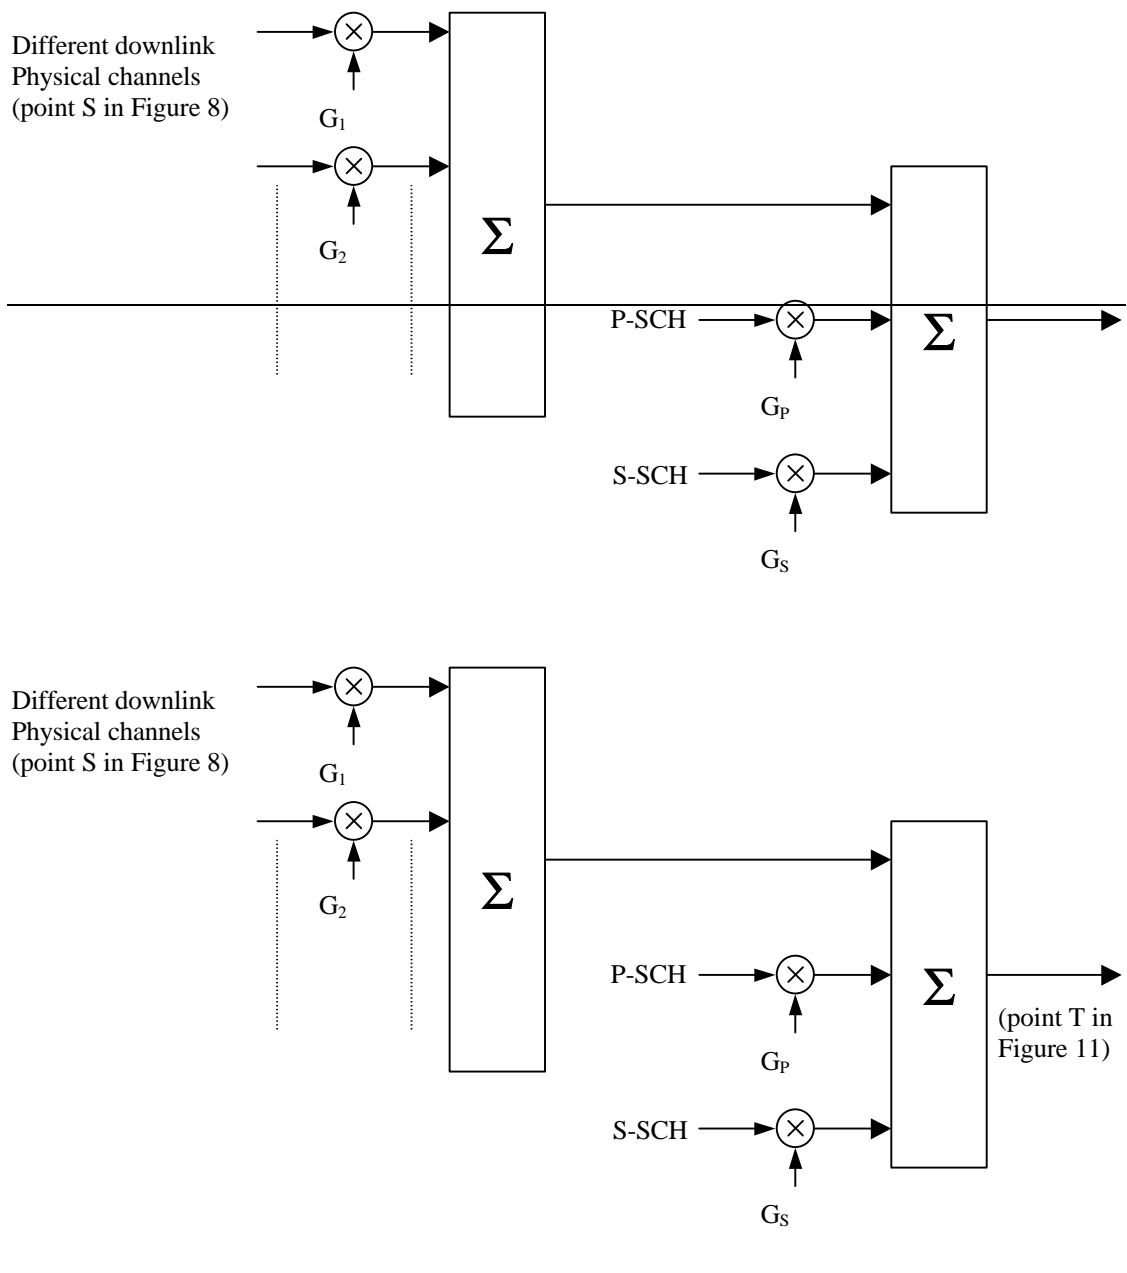 Different downlink
Physical channels
(point S in Figure 8)
G1
G2
Σ
P-SCH
GP
S-SCH
GS
Σ
Different downlink
Physical channels
(point S in Figure 8)
G1
G2
Σ
P-SCH
GP
S-SCH
GS
Σ
(point T in
Figure 11)